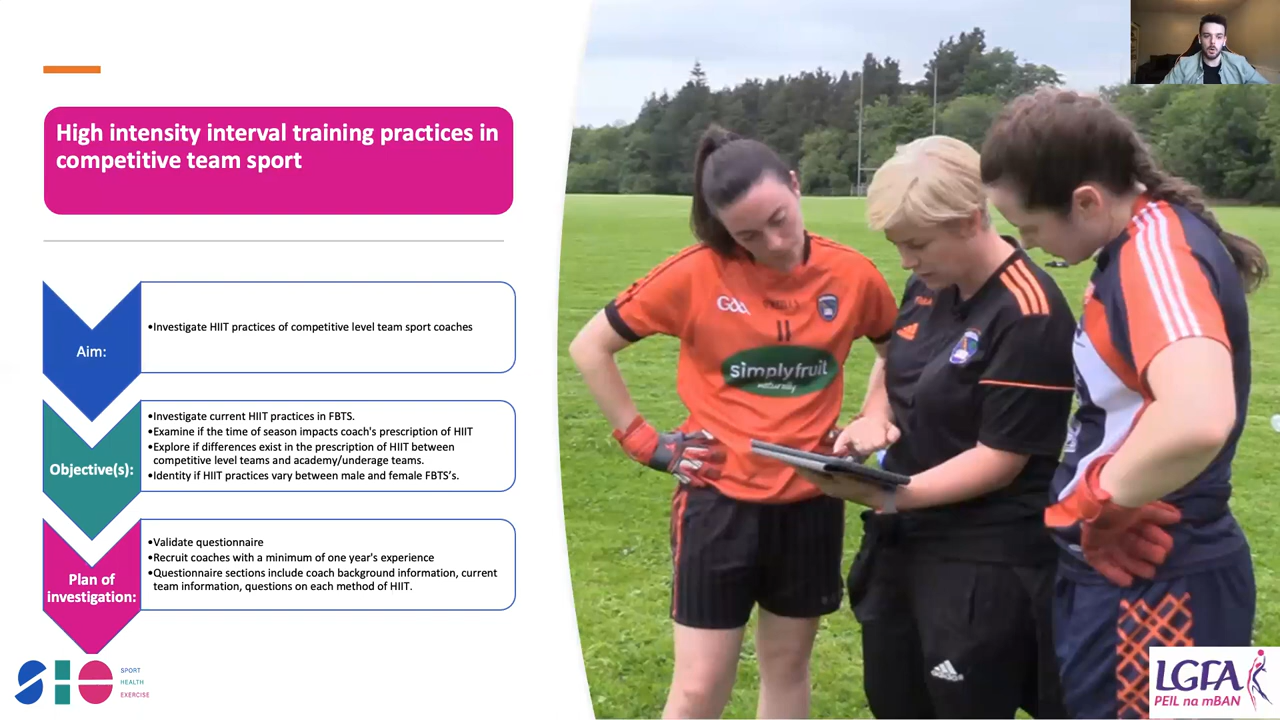 High intensity interval training practices in
competitive team sport
Aim:
•Investigate HIIT practices of competitive level team sport coaches
Objective(s):
•Investigate current HIIT practices in FBTS.
•Examine if the time of season impacts coach's prescription of HIIT
•Explore if differences exist in the prescription of HIIT between
competitive level teams and academy/underage teams.
•Identity if HIIT practices vary between male and female FBTS's.
Plan of
investigation:
•Validate questionnaire
•Recruit coaches with a minimum of one year's experience
•Questionnaire sections include coach background information, current
team information, questions on each method of HIIT.
SHE
SPORT
HEALTH
EXERCISE
GAA
O'NEILLS
11
simplyfruit
naturally
LGFA
PEIL na mBAN